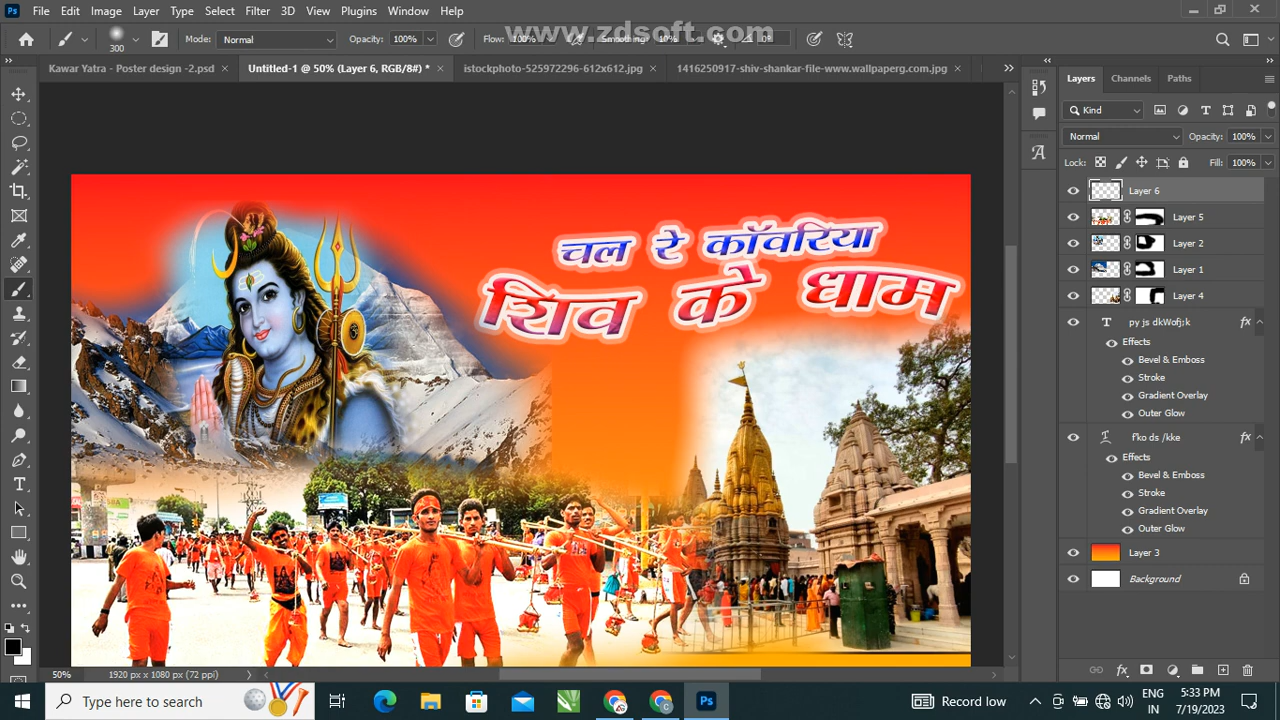 File Edit Image Layer Type Select Filter 3D View Plugins Window Help
www.zdsoft.com
300 Mode: Normal Opacity: 100% Flow: 100% Smoothing: 10% 0°
Kawar Yatra - Poster design -2.psd × Untitled-1 @ 50% (Layer 6, RGB/8#) * × istockphoto-525972296-612x612.jpg × 1416250917-shiv-shankar-file-www.wallpaperg.com.jpg ×
चल रे कॉवरिया
शिव के धाम
50% 1920 px x 1080 px (72 ppi)
Layers Channels Paths
Kind
Normal Opacity: 100%
Lock: Fill: 100%
Layer 6
Layer 5
Layer 2
Layer 1
Layer 4
T py js dkWofj;k fx
Effects
Bevel & Emboss
Stroke
Gradient Overlay
Outer Glow
f'ko ds /kke fx
Effects
Bevel & Emboss
Stroke
Gradient Overlay
Outer Glow
Layer 3
Background
Type here to search
Record low
ENG
IN
3:33 PM
7/19/2023